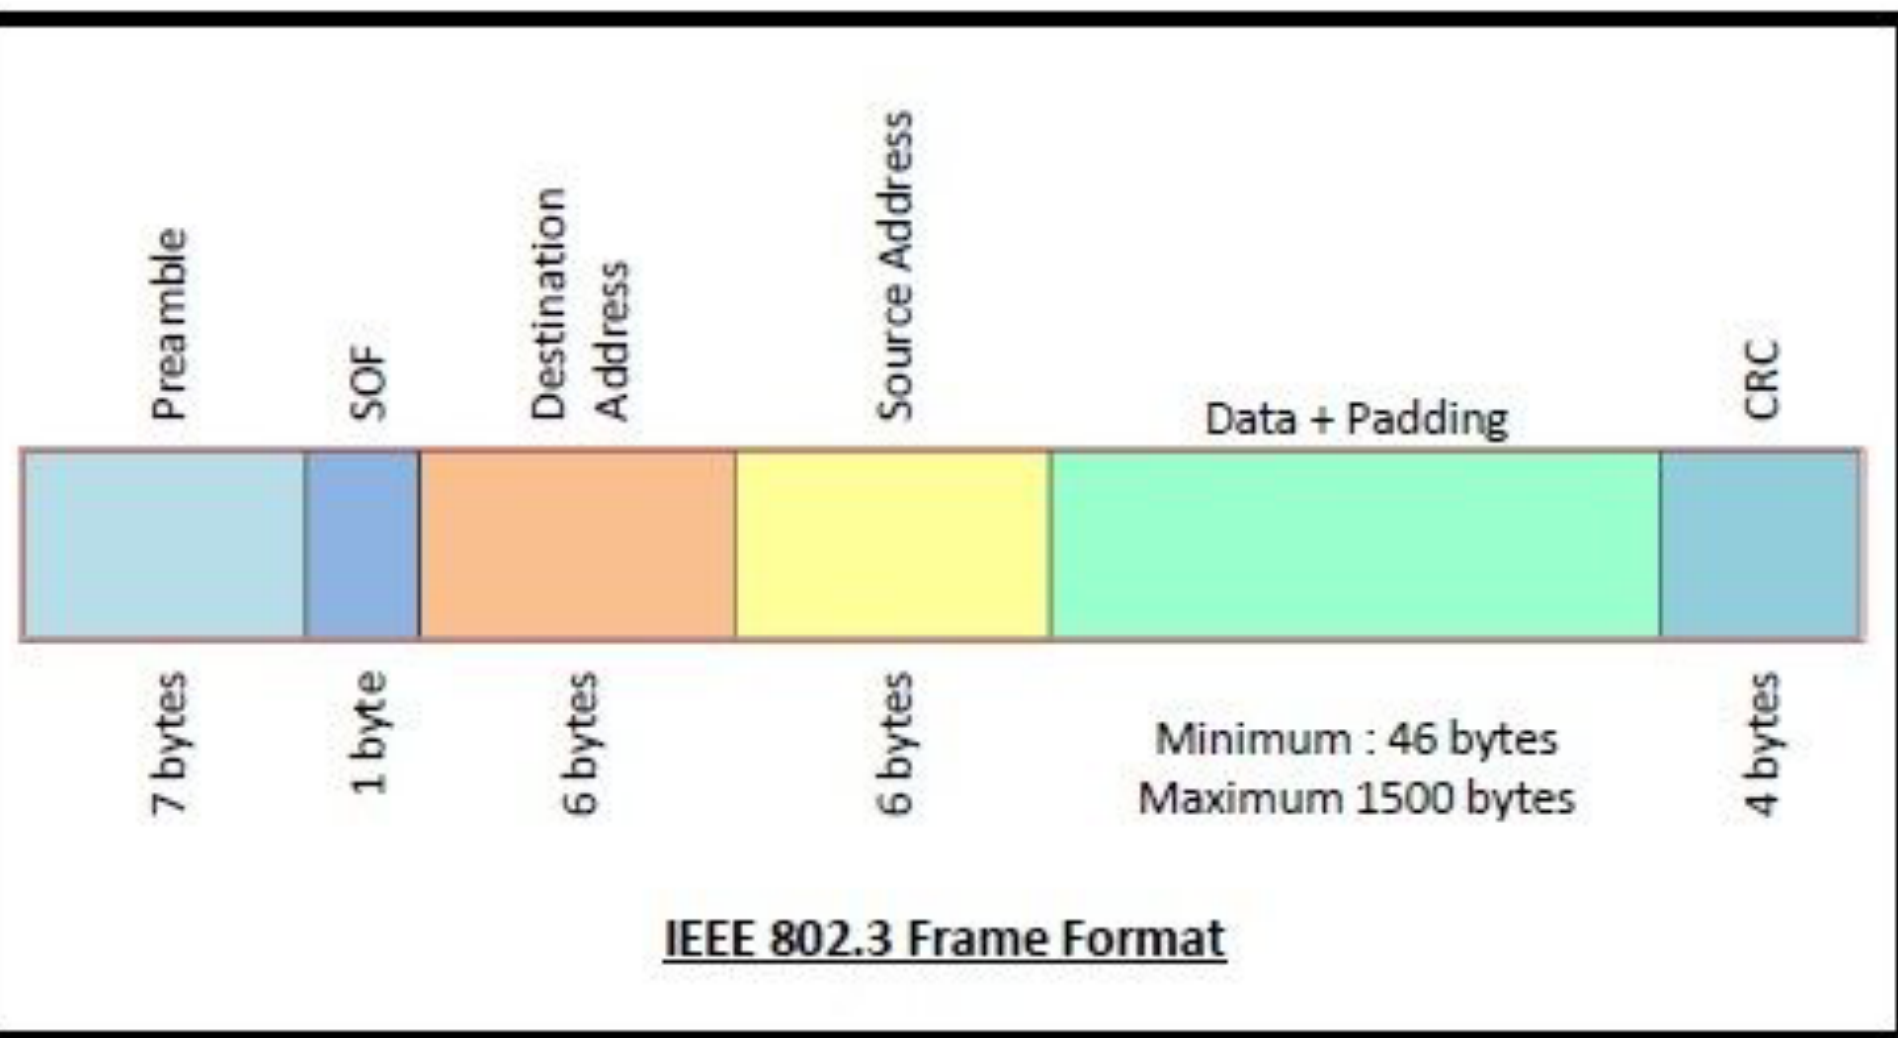 Preamble
SOF
Destination
Address
Source Address
Data + Padding
CRC
7 bytes
1 byte
6 bytes
6 bytes
Minimum : 46 bytes
Maximum 1500 bytes
4 bytes
IEEE 802.3 Frame Format